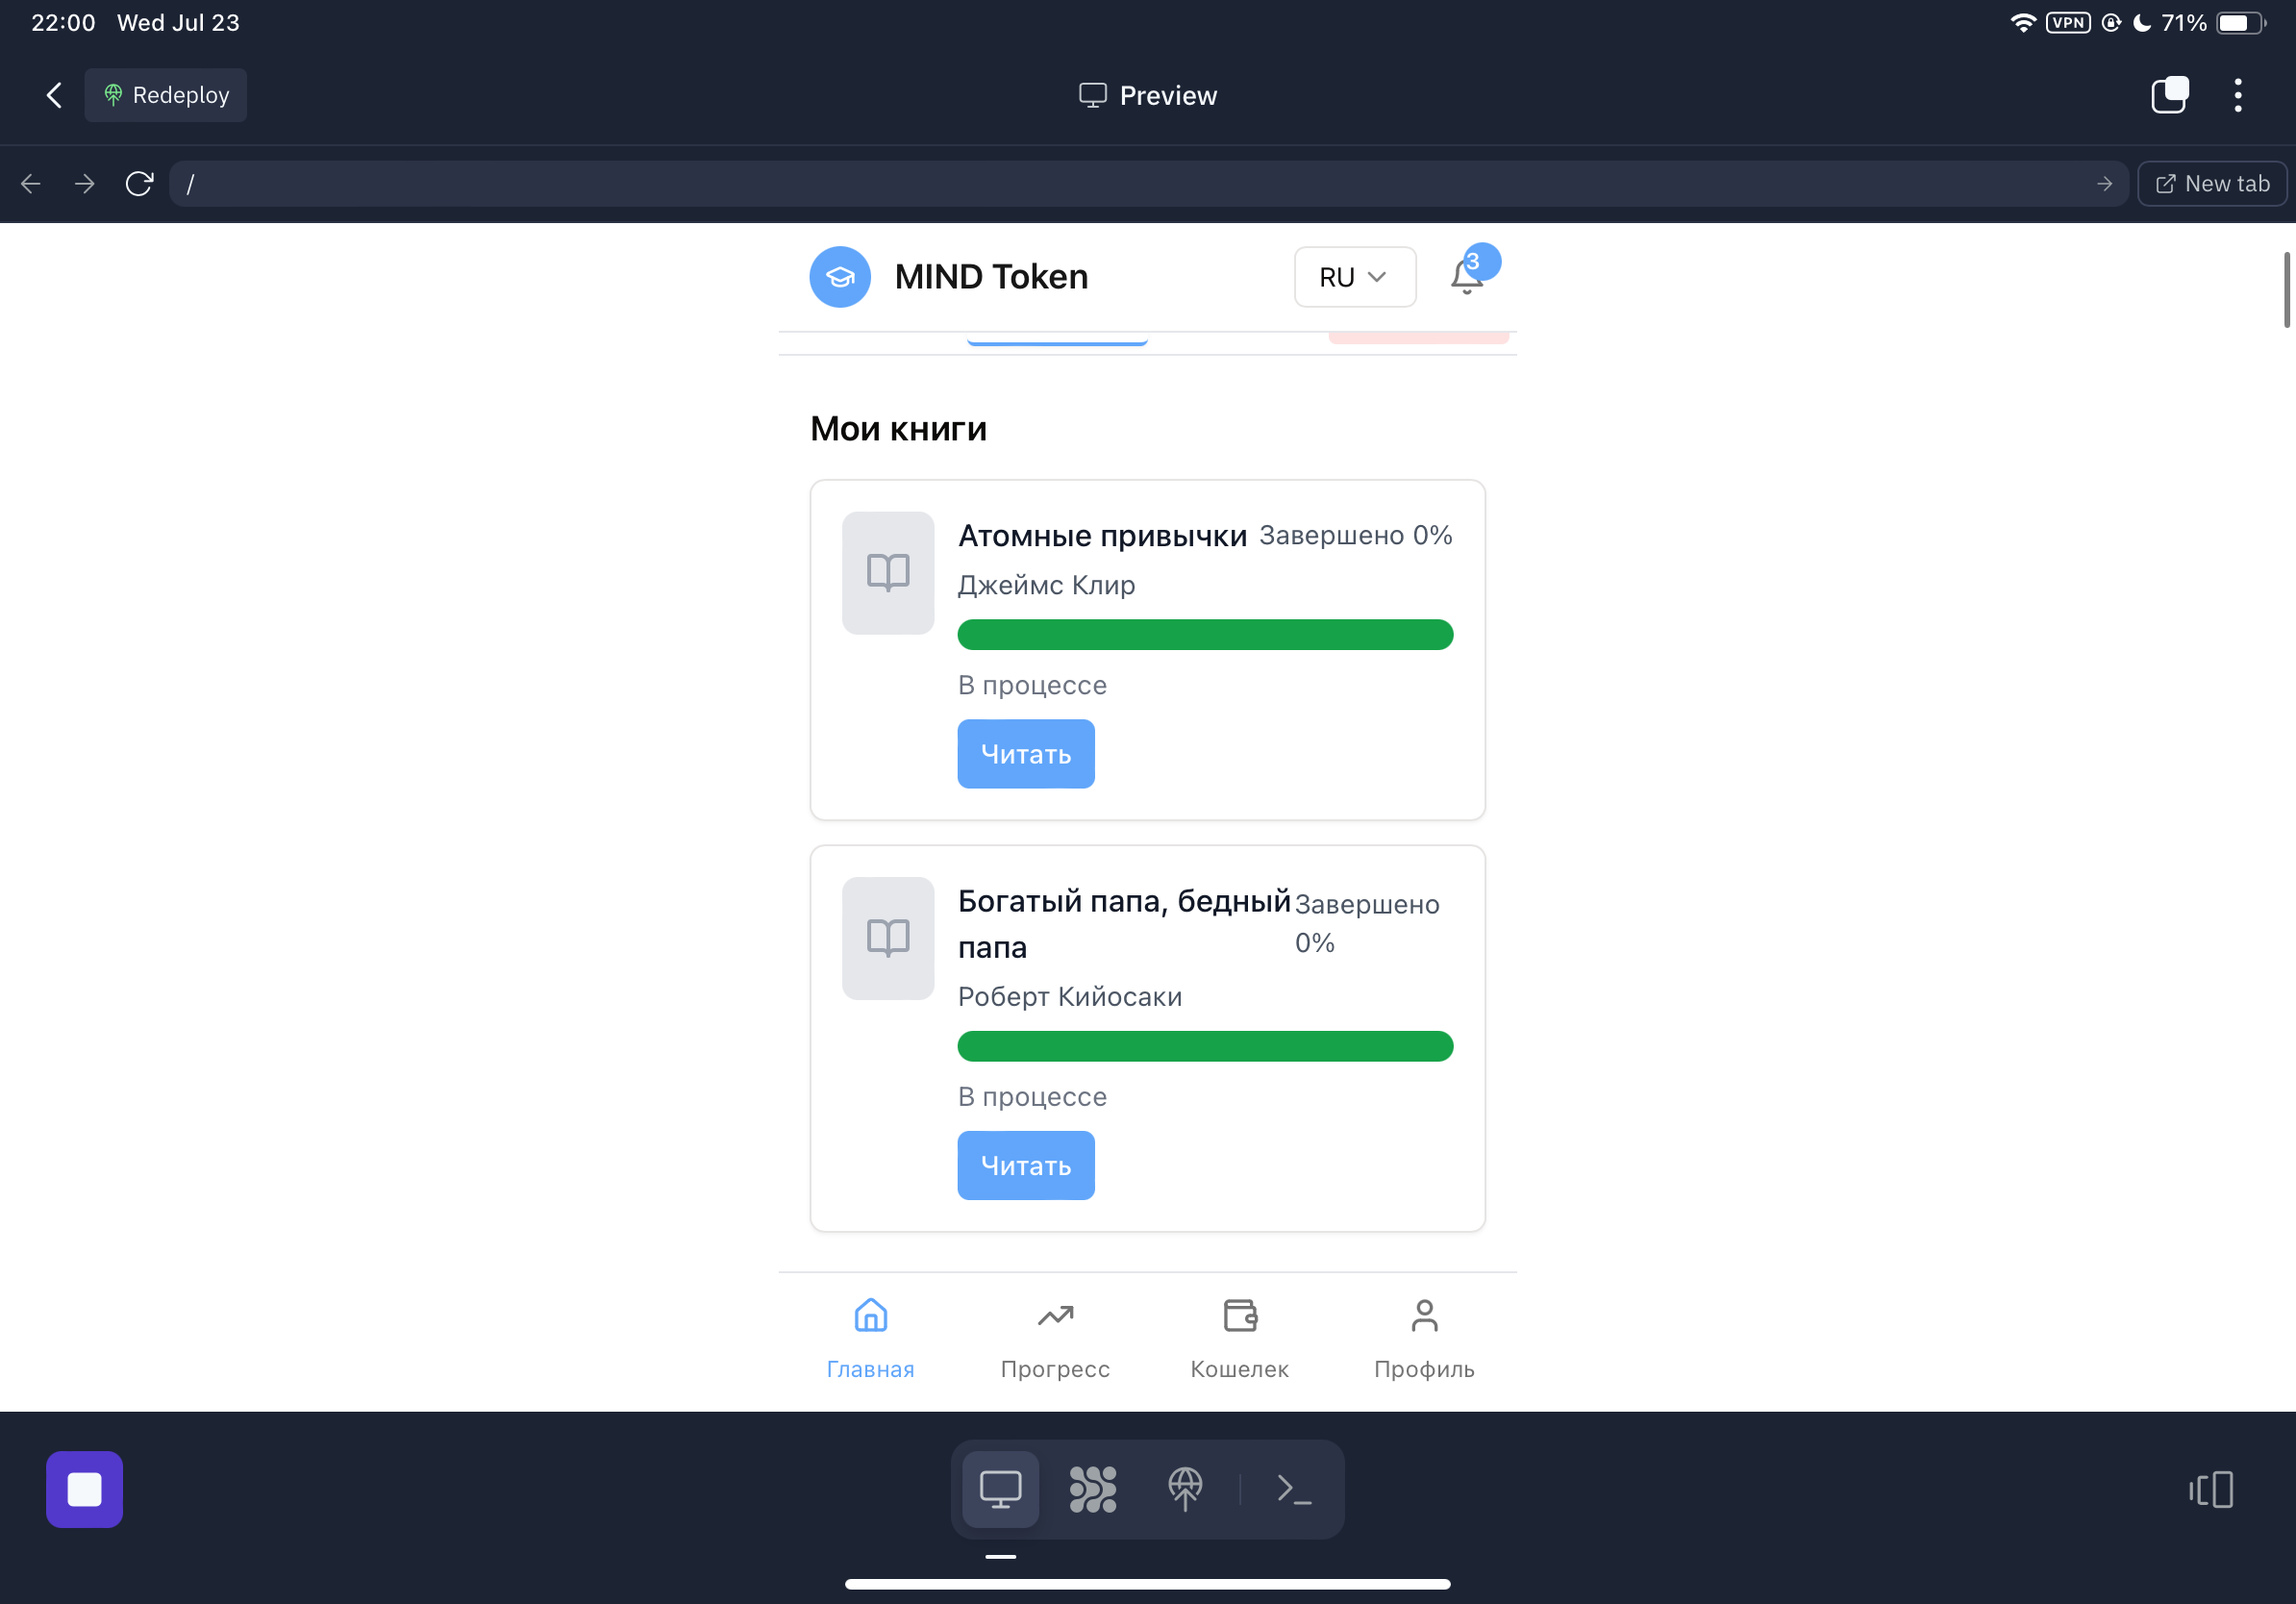 22:00 Wed Jul 23
VPN 71%
Redeploy
Preview
/
New tab
MIND Token
RU
3
Мои книги
Атомные привычки Завершено 0%
Джеймс Клир
В процессе
Читать
Богатый папа, бедный Завершено
папа 0%
Роберт Кийосаки
В процессе
Читать
Главная Прогресс Кошелек Профиль